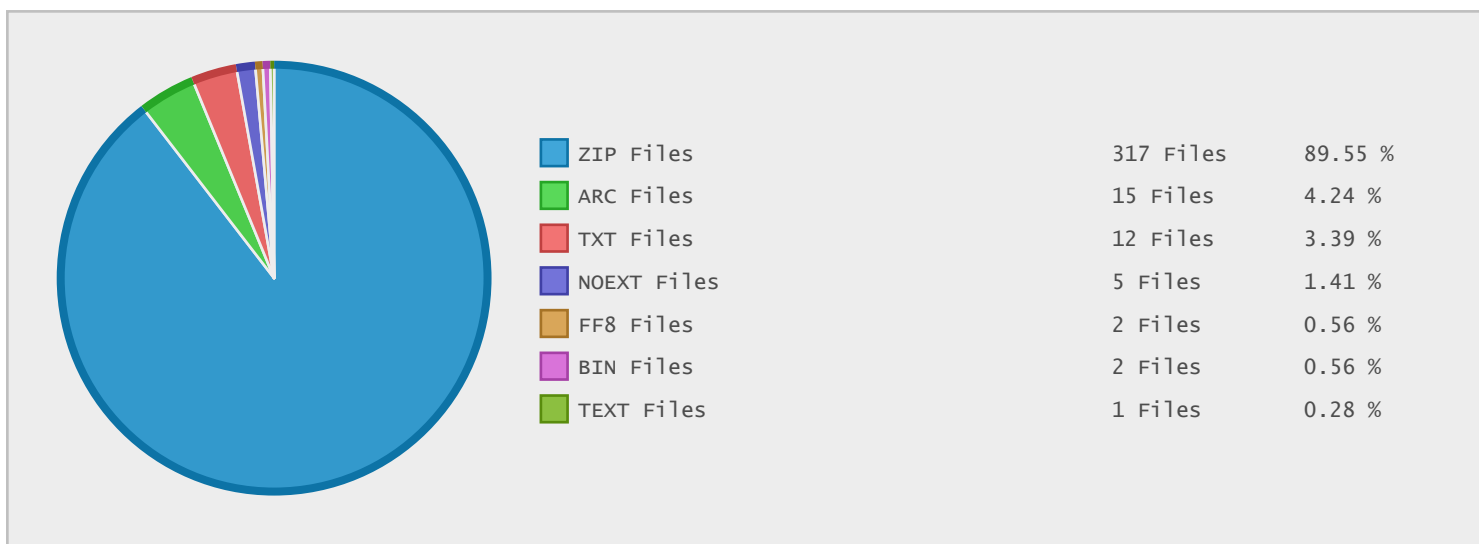 ZIP Files 317 Files 89.55 %
ARC Files 15 Files 4.24 %
TXT Files 12 Files 3.39 %
NOEXT Files 5 Files 1.41 %
FF8 Files 2 Files 0.56 %
BIN Files 2 Files 0.56 %
TEXT Files 1 Files 0.28 %